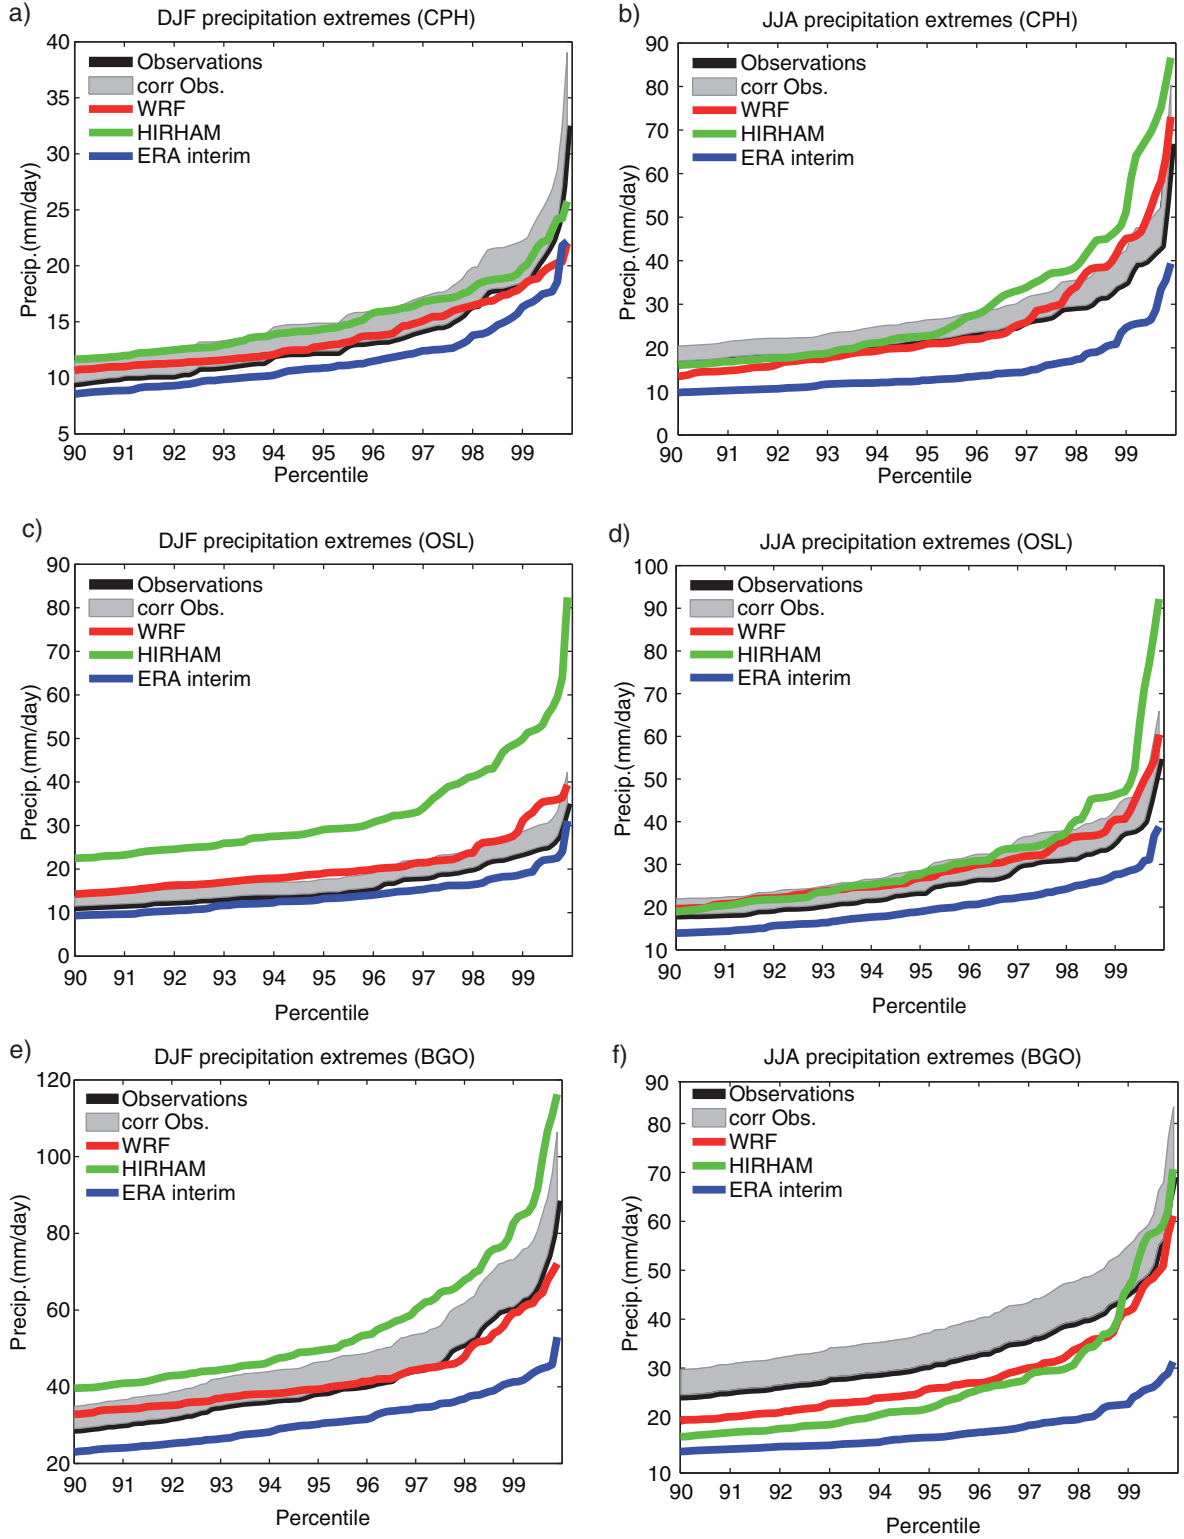 a)
DJF precipitation extremes (CPH)
40
35
30
25
20
15
10
5
Precip.(mm/day)
Observations
corr Obs.
WRF
HIRHAM
ERA interim
90 91 92 93 94 95 96 97 98 99
Percentile
b)
JJA precipitation extremes (CPH)
90
80
70
60
50
40
30
20
10
0
Precip.(mm/day)
Observations
corr Obs.
WRF
HIRHAM
ERA interim
90 91 92 93 94 95 96 97 98 99
Percentile
c)
DJF precipitation extremes (OSL)
90
80
70
60
50
40
30
20
10
0
Precip.(mm/day)
Observations
corr Obs.
WRF
HIRHAM
ERA interim
90 91 92 93 94 95 96 97 98 99
Percentile
d)
JJA precipitation extremes (OSL)
100
90
80
70
60
50
40
30
20
10
Precip.(mm/day)
Observations
corr Obs.
WRF
HIRHAM
ERA interim
90 91 92 93 94 95 96 97 98 99
Percentile
e)
DJF precipitation extremes (BGO)
120
100
80
60
40
20
Precip.(mm/day)
Observations
corr Obs.
WRF
HIRHAM
ERA interim
90 91 92 93 94 95 96 97 98 99
Percentile
f)
JJA precipitation extremes (BGO)
90
80
70
60
50
40
30
20
10
Precip.(mm/day)
Observations
corr Obs.
WRF
HIRHAM
ERA interim
90 91 92 93 94 95 96 97 98 99
Percentile